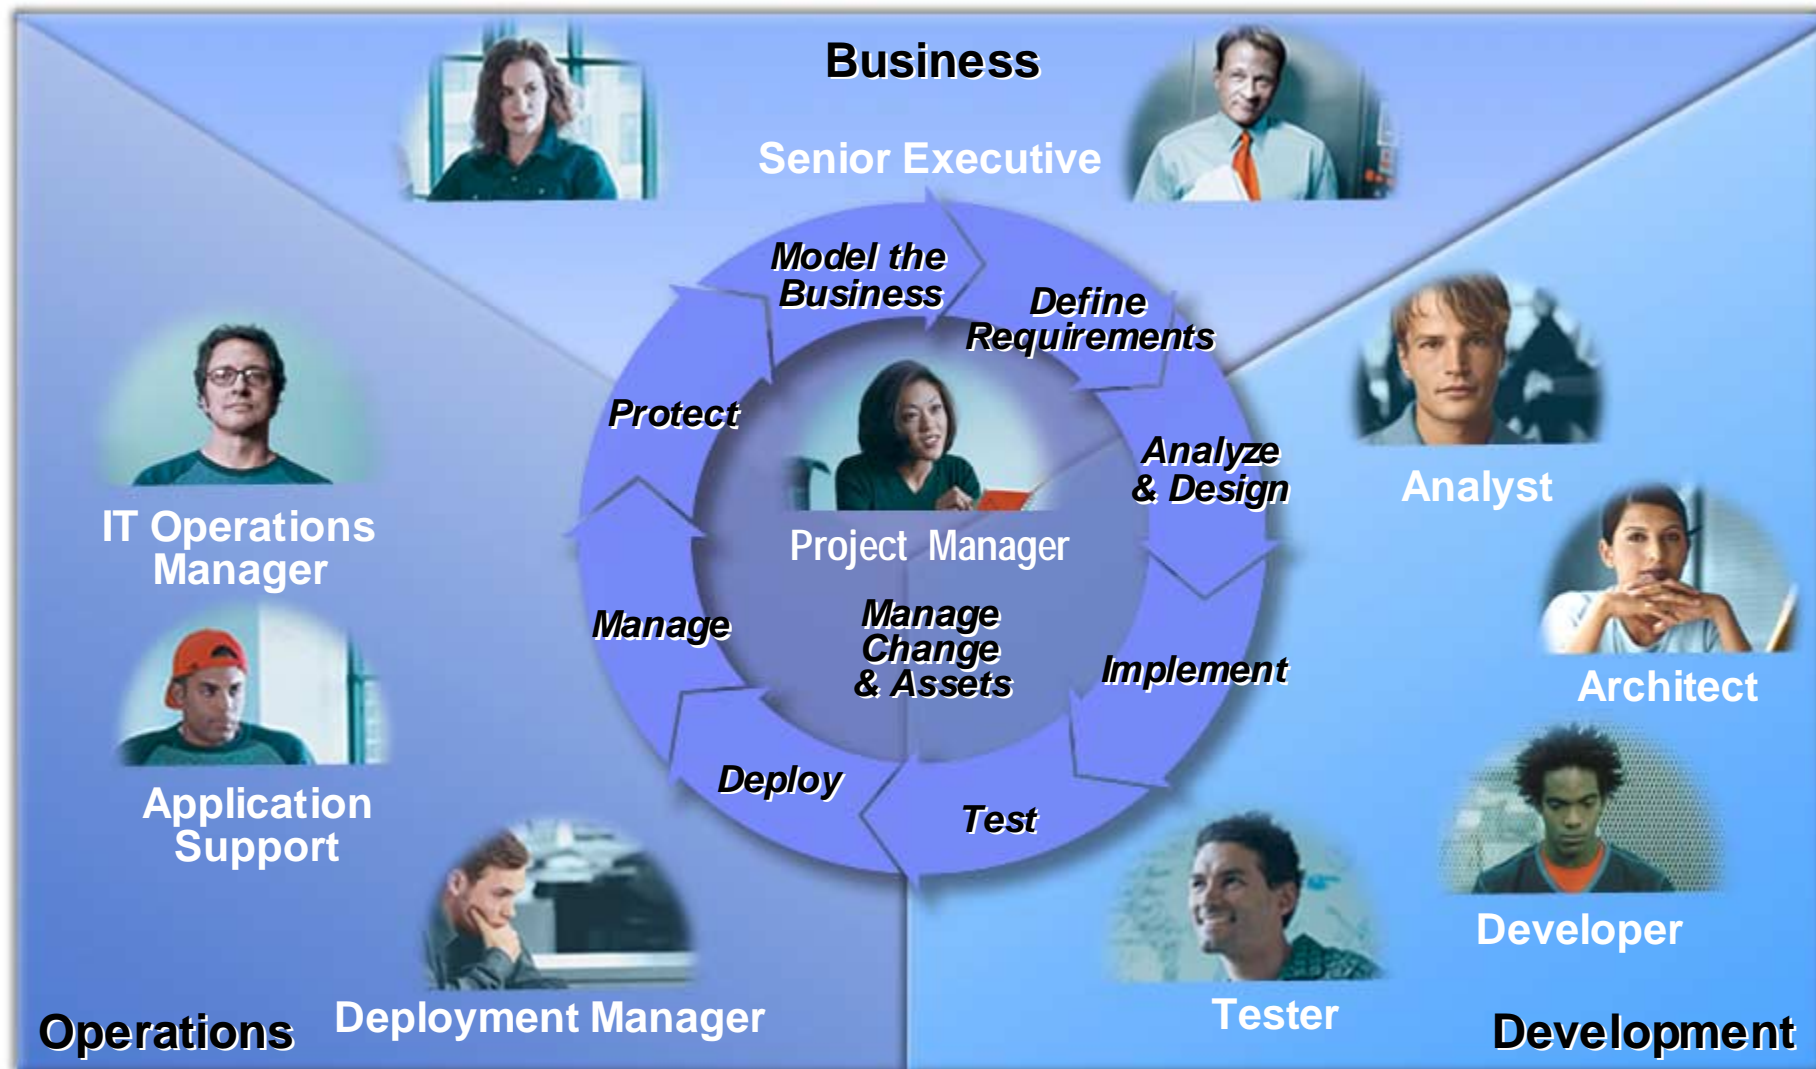 Business
Senior Executive
Model the
Business
Define
Requirements
Protect
Analyze
& Design
Analyst
IT Operations
Manager
Project Manager
Manage
Manage
Change
& Assets
Implement
Architect
Application
Support
Deploy
Test
Developer
Deployment Manager
Tester
Operations
Development